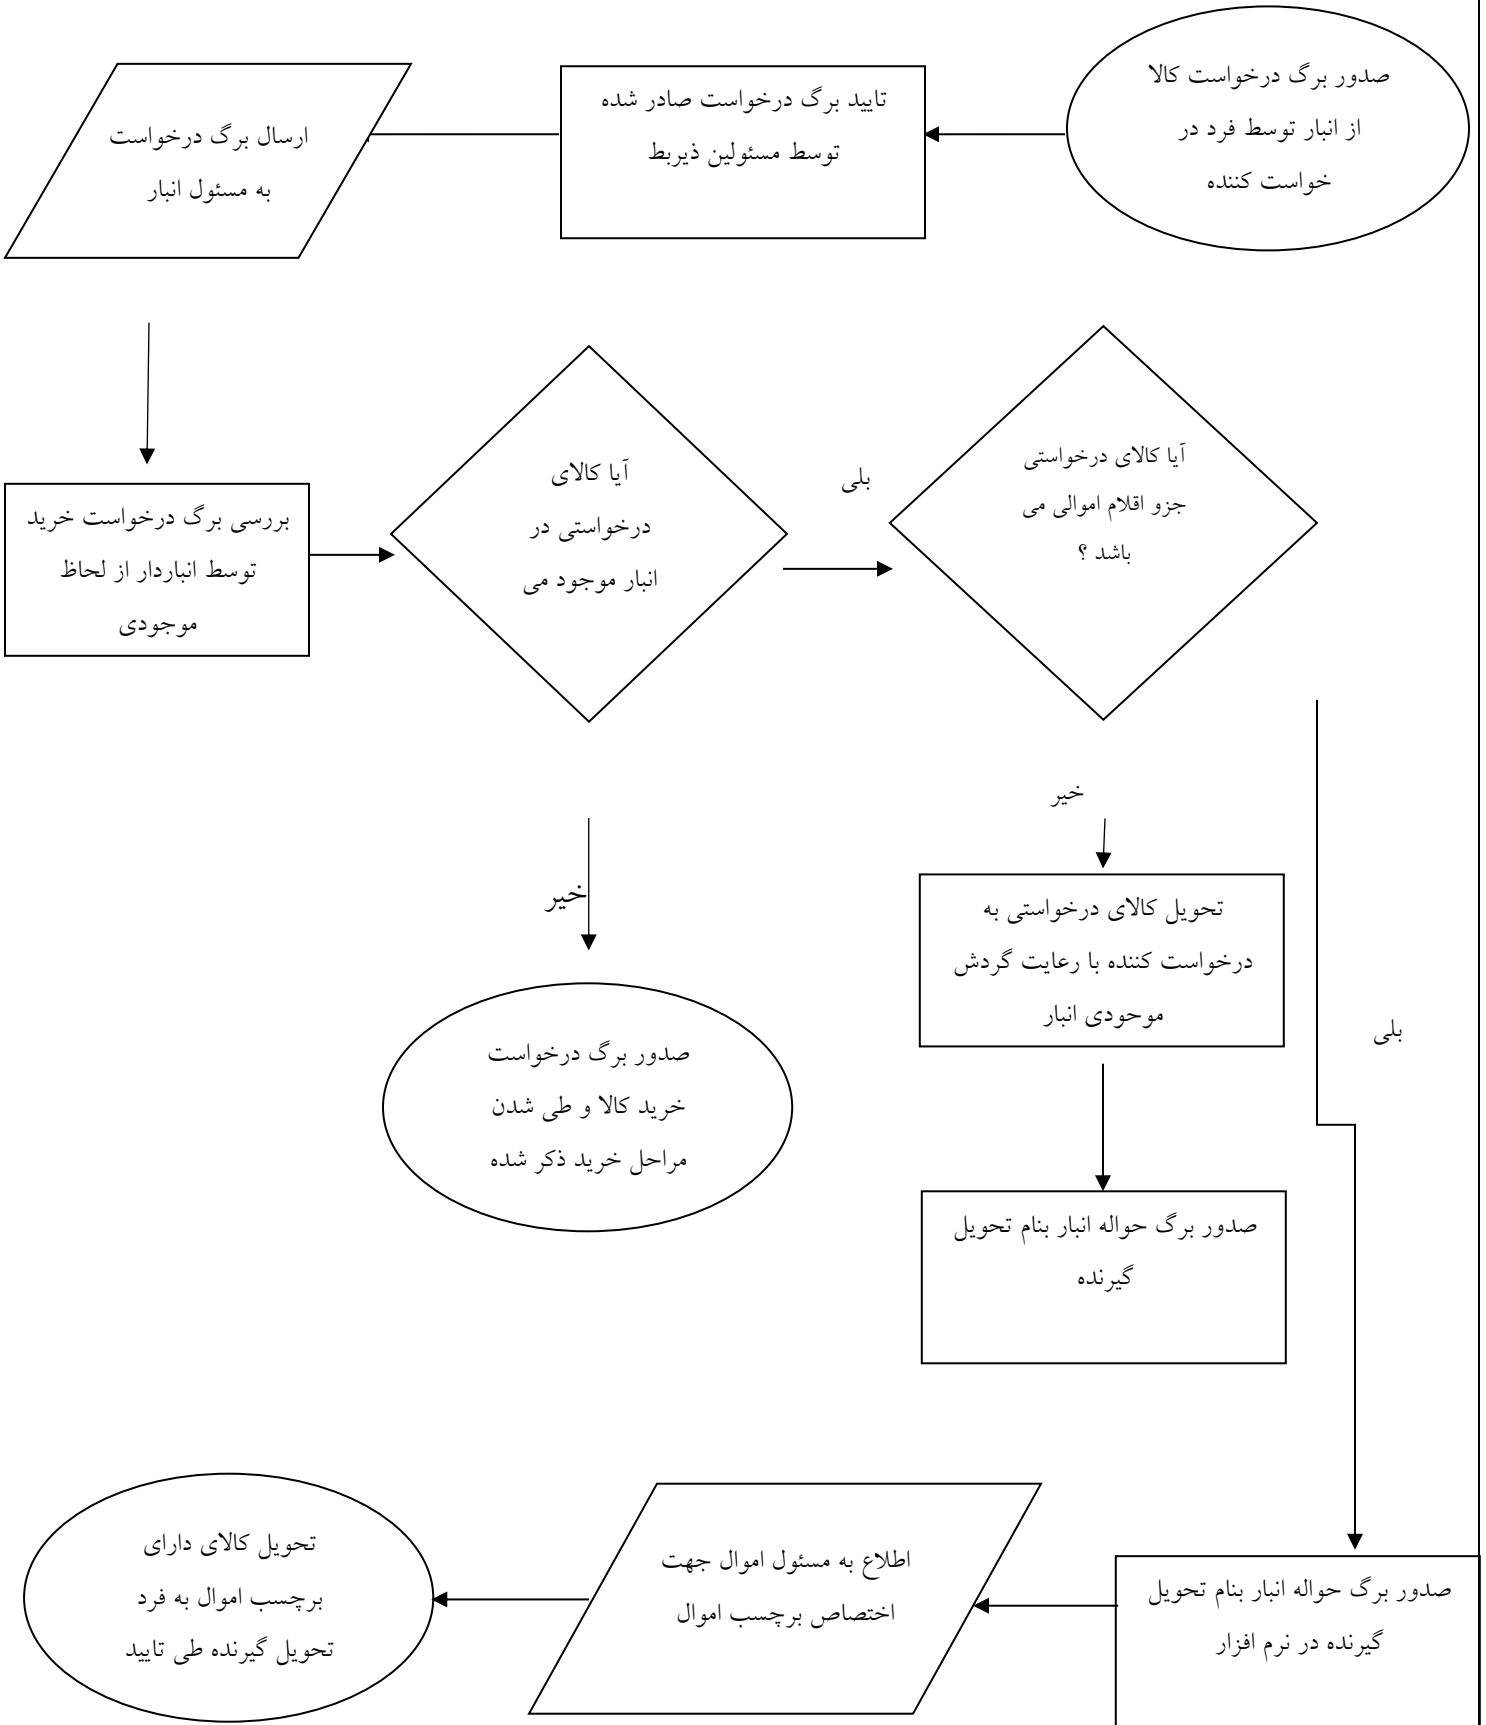 صدور برگ درخواست کالا
از انبار توسط فرد در
خواست کننده
تایید برگ درخواست صادر شده
توسط مسئولین ذیربط
ارسال برگ درخواست
به مسئول انبار
بررسی برگ درخواست خرید
توسط انباردار از لحاظ
موجودی
آیا کالای
درخواستی در
انبار موجود می
بلی
آیا کالای درخواستی
جزو اقلام اموالی می
باشد ؟
خیر
صدور برگ درخواست
خرید کالا و طی شدن
مراحل خرید ذکر شده
خیر
تحویل کالای درخواستی به
درخواست کننده با رعایت گردش
موحودی انبار
صدور برگ حواله انبار بنام تحویل
گیرنده
بلی
صدور برگ حواله انبار بنام تحویل
گیرنده در نرم افزار
اطلاع به مسئول اموال جهت
اختصاص برچسب اموال
تحویل کالای دارای
برچسب اموال به فرد
تحویل گیرنده طی تایید